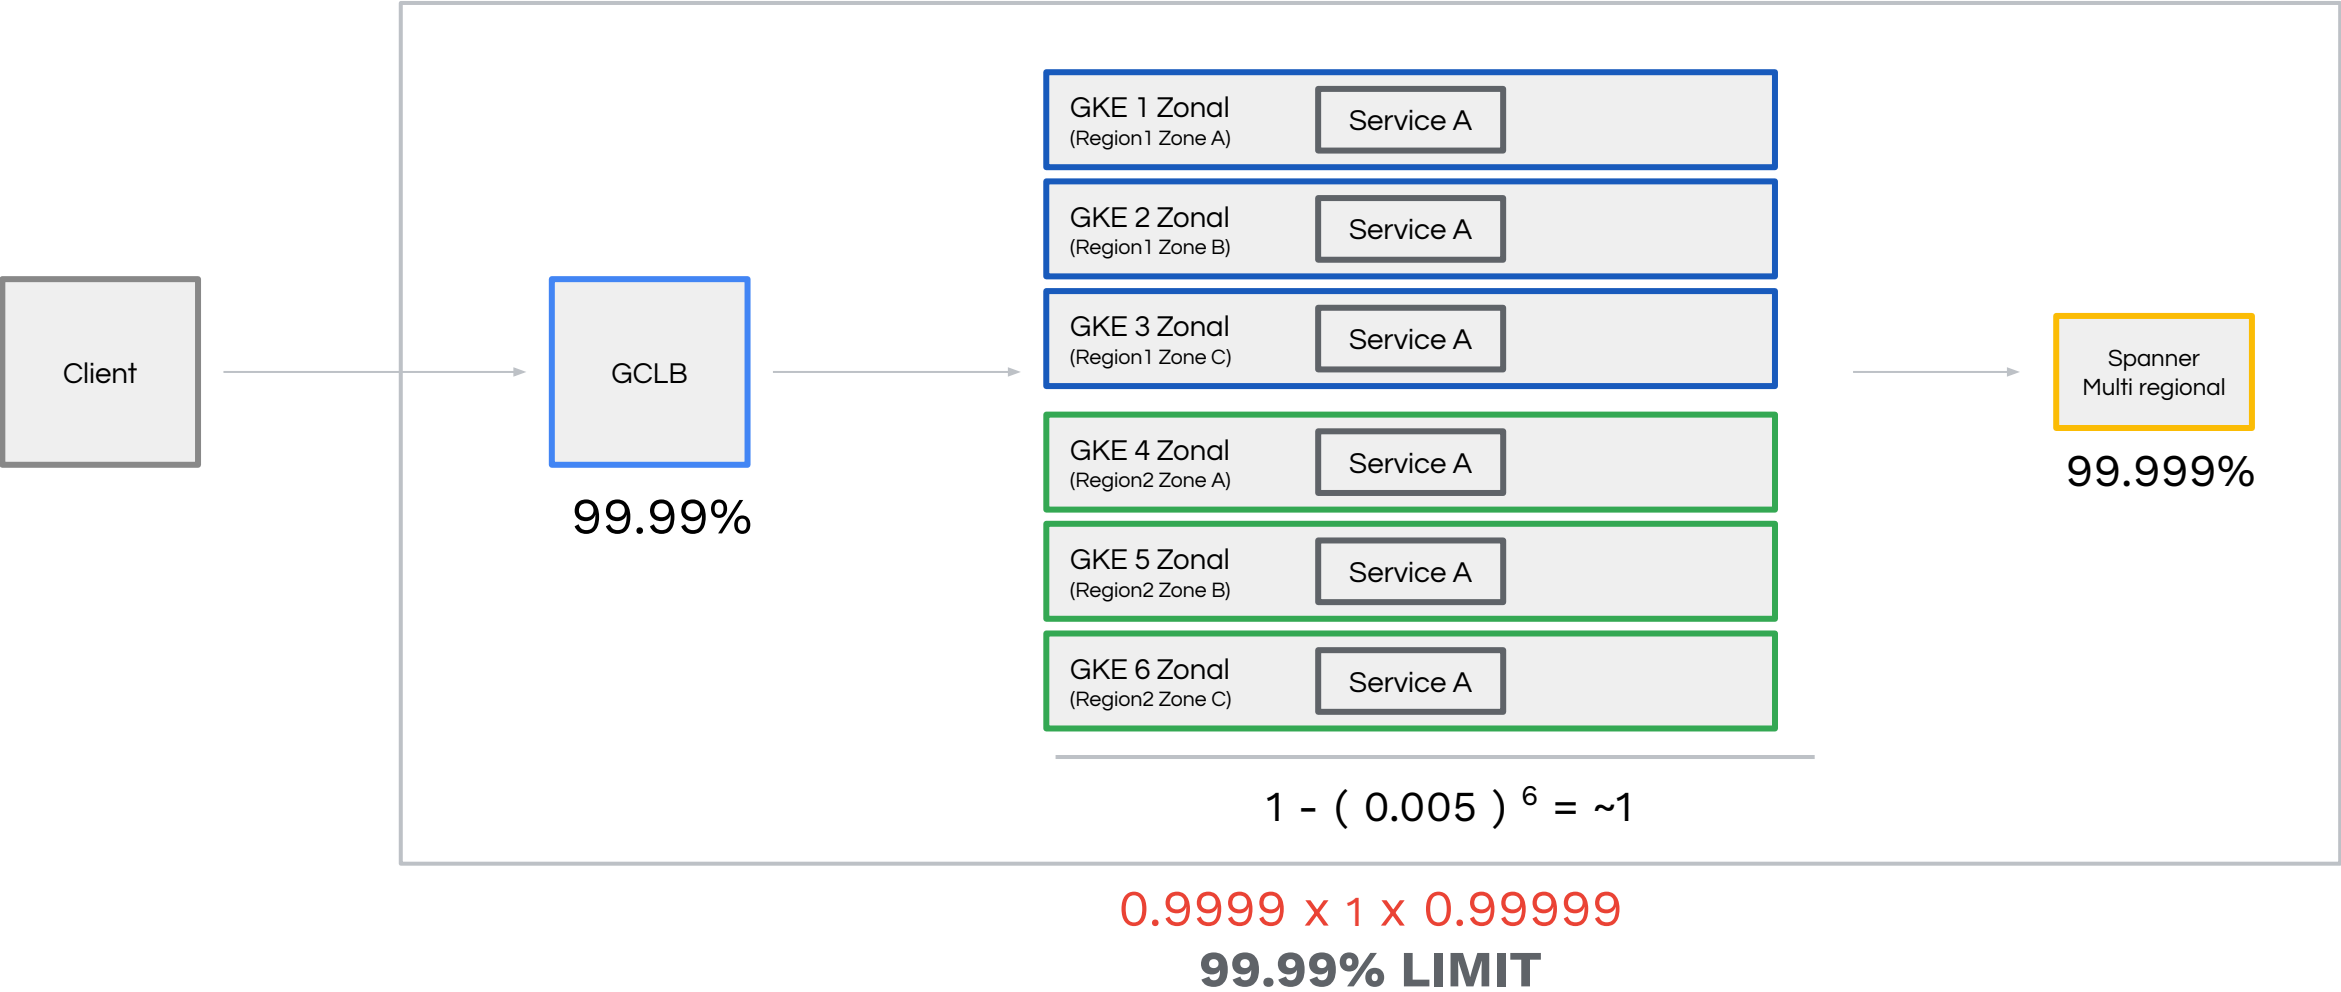 Client
GCLB
99.99%
GKE 1 Zonal
(Region1 Zone A)
Service A
GKE 2 Zonal
(Region1 Zone B)
Service A
GKE 3 Zonal
(Region1 Zone C)
Service A
GKE 4 Zonal
(Region2 Zone A)
Service A
GKE 5 Zonal
(Region2 Zone B)
Service A
GKE 6 Zonal
(Region2 Zone C)
Service A
1 - ( 0.005 ) ⁶ = ~1
Spanner
Multi regional
99.999%
0.9999 x 1 x 0.99999
99.99% LIMIT